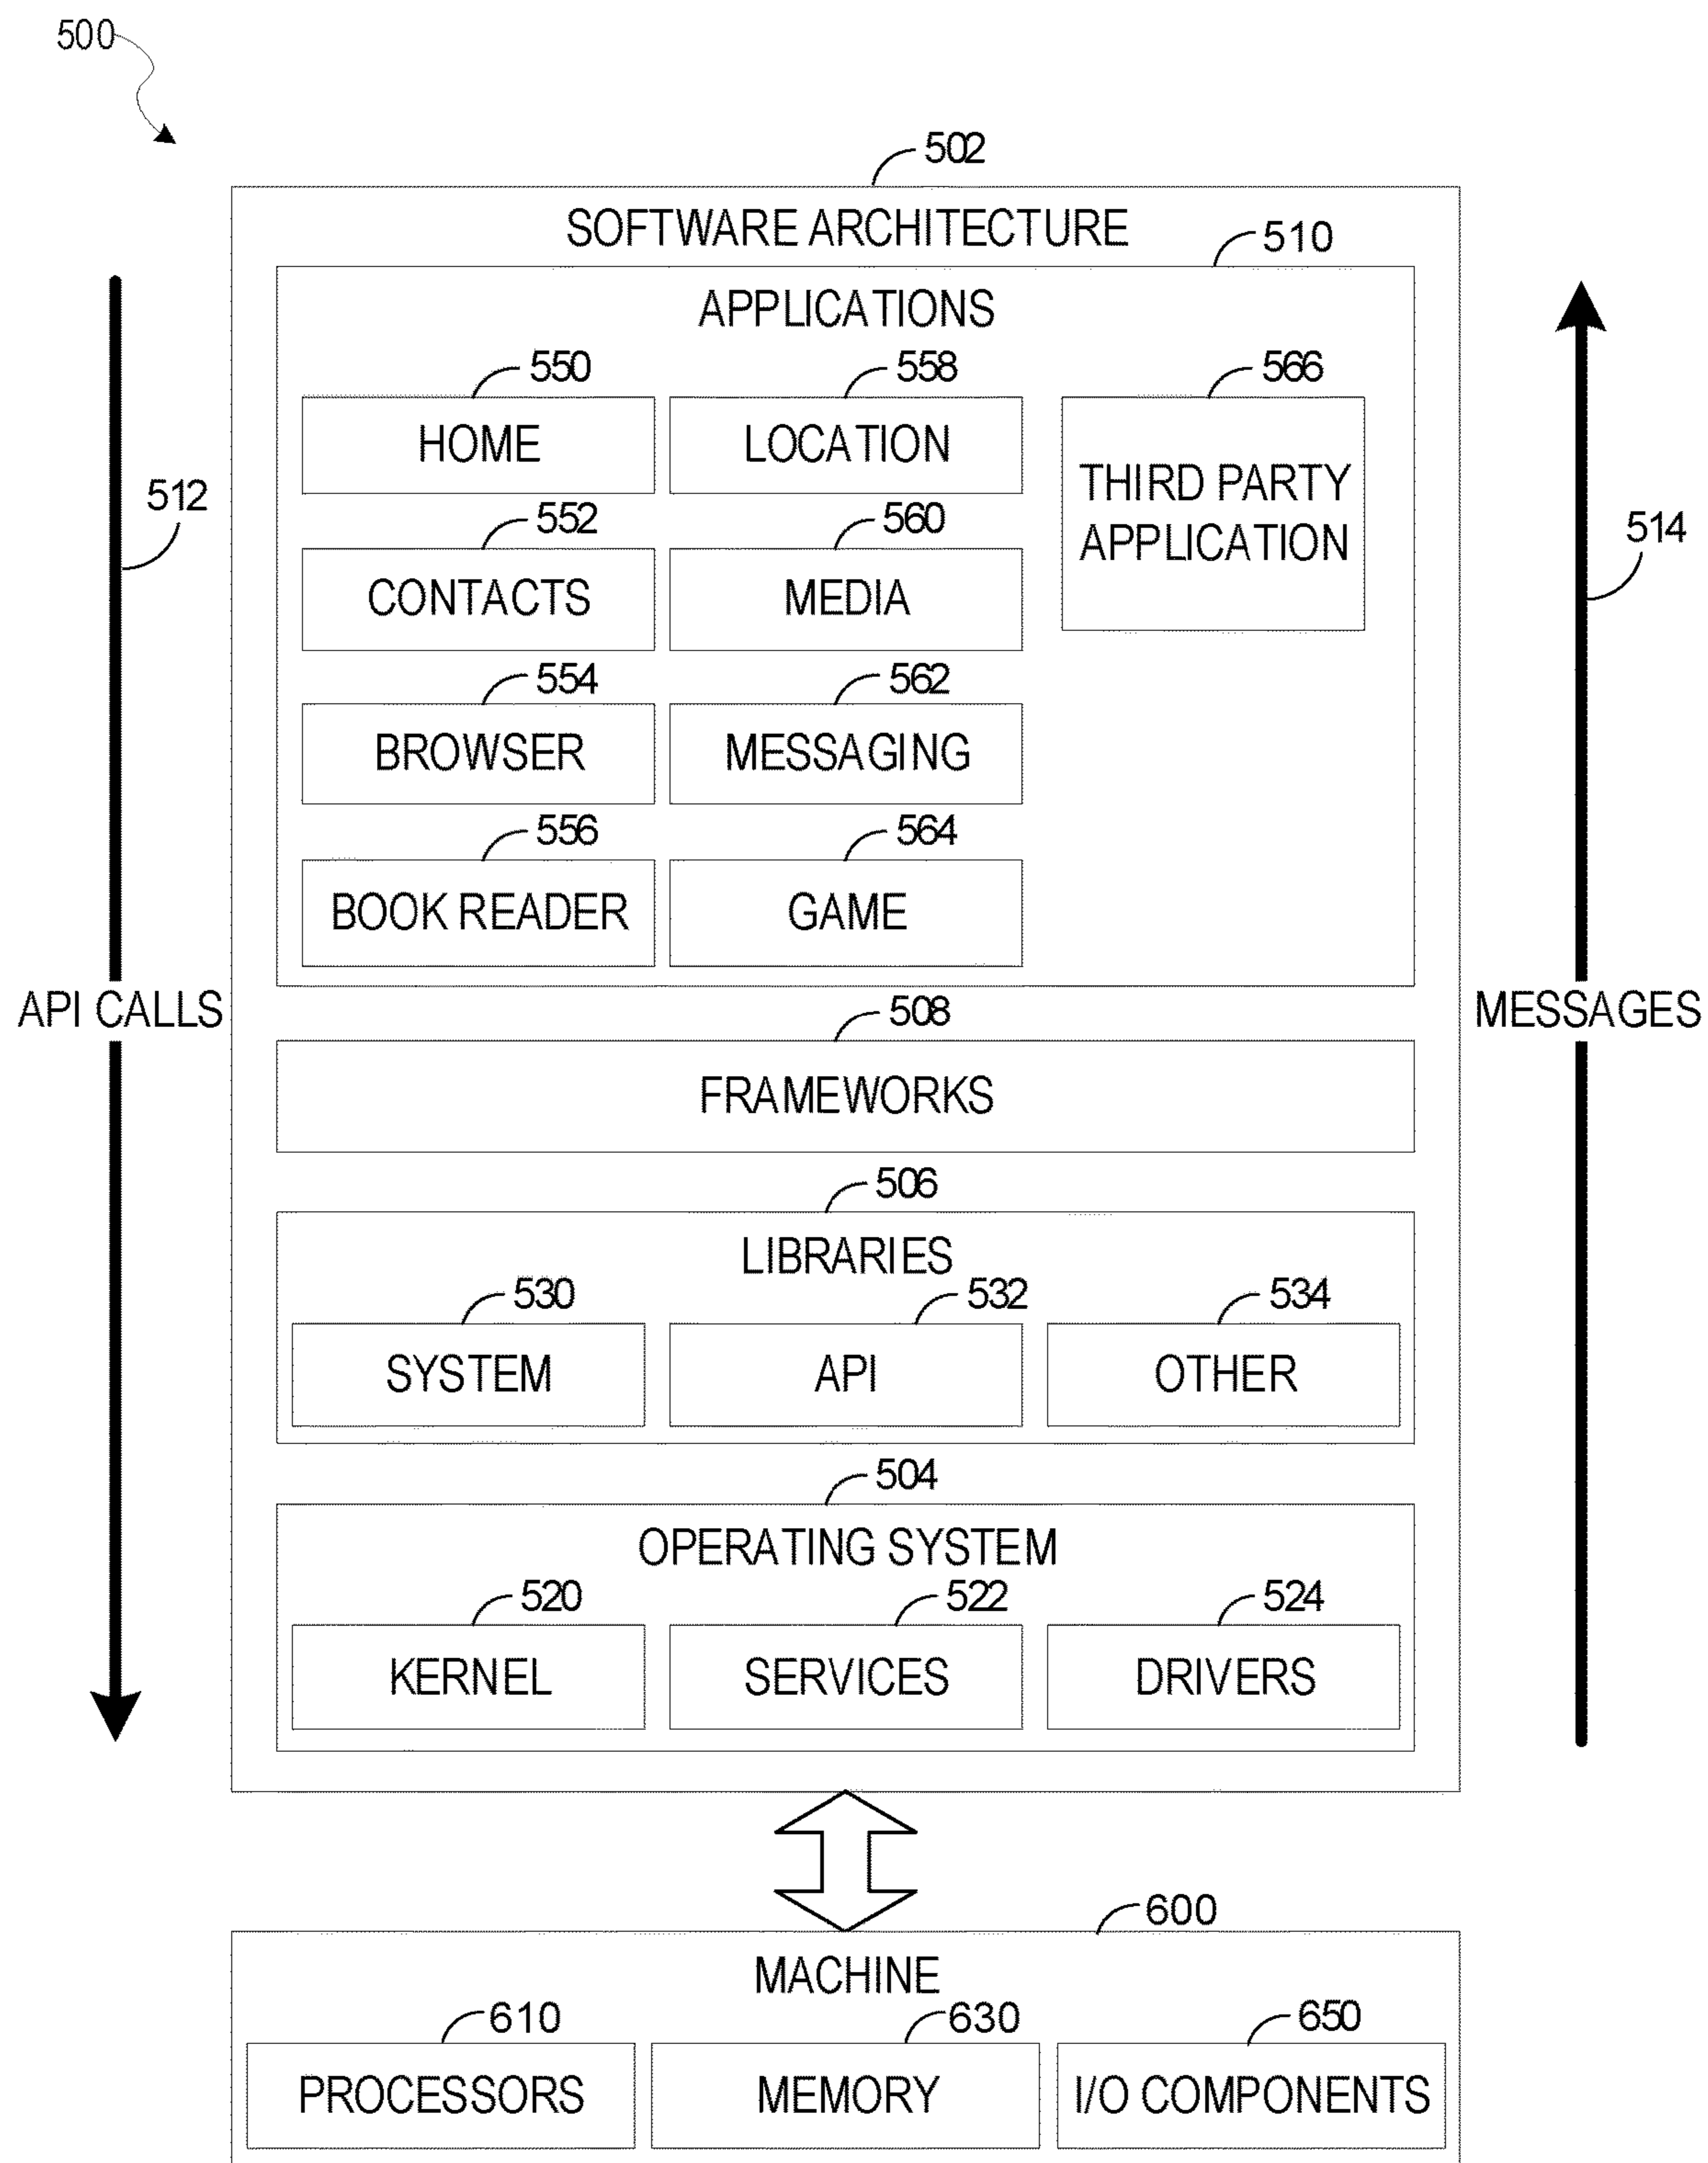 500
502
SOFTWARE ARCHITECTURE
510
APPLICATIONS
550
558
566
HOME
LOCATION
THIRD PARTY
APPLICATION
512
514
552
560
CONTACTS
MEDIA
554
562
BROWSER
MESSAGING
556
564
BOOK READER
GAME
API CALLS
MESSAGES
508
FRAMEWORKS
506
LIBRARIES
530
532
534
SYSTEM
API
OTHER
504
OPERATING SYSTEM
520
522
524
KERNEL
SERVICES
DRIVERS
600
MACHINE
610
630
650
PROCESSORS
MEMORY
I/O COMPONENTS